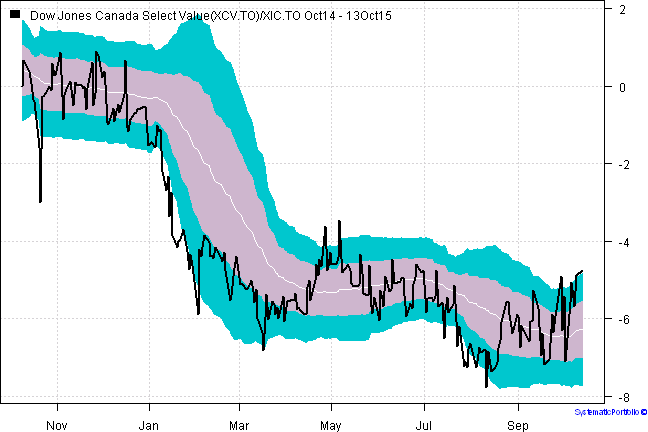 Dow Jones Canada Select Value(XCV.TO)/XIC.TO Oct14 - 13Oct15
2
0
-2
-4
-6
-8
Nov Jan Mar May Jul Sep
SystematicPortfolio ©